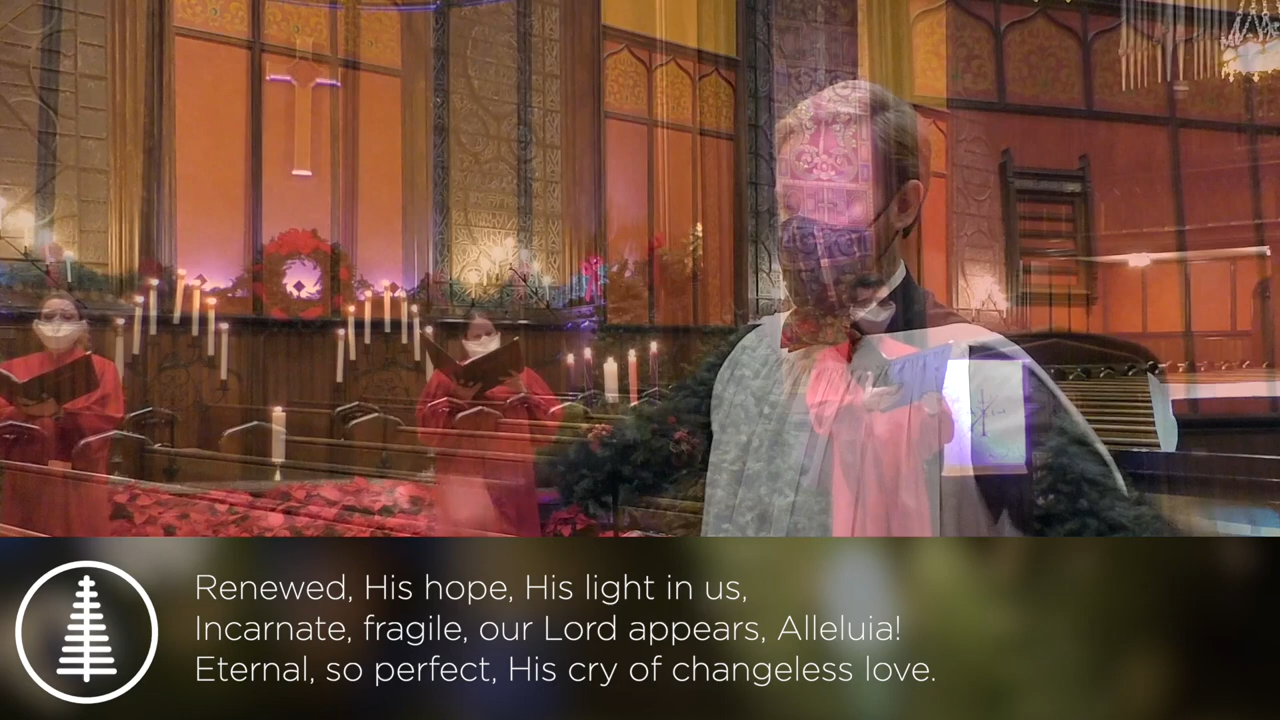 Renewed, His hope, His light in us,
Incarnate, fragile, our Lord appears, Alleluia!
Eternal, so perfect, His cry of changeless love.